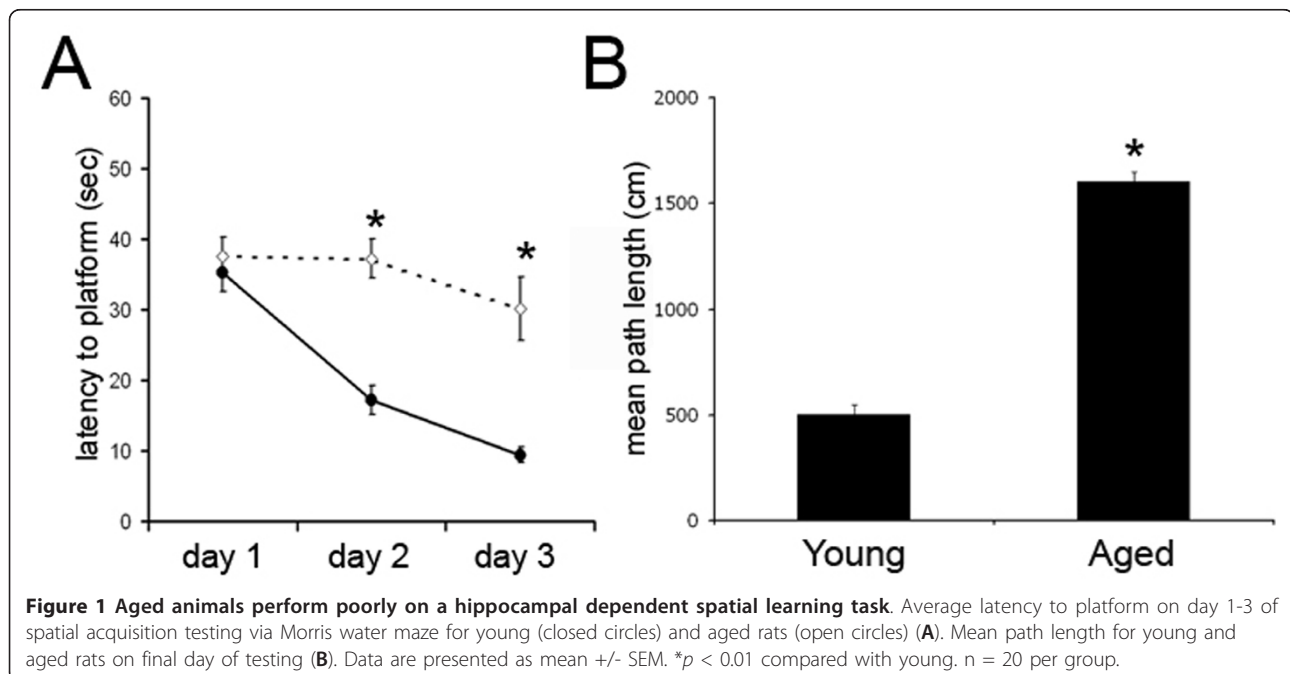 A
60
50
40
30
20
10
0
latency to platform (sec)
*
*
day 1
day 2
day 3
B
2000
1500
1000
500
0
mean path length (cm)
*
Young
Aged
Figure 1 Aged animals perform poorly on a hippocampal dependent spatial learning task. Average latency to platform on day 1-3 of
spatial acquisition testing via Morris water maze for young (closed circles) and aged rats (open circles) (A). Mean path length for young and
aged rats on final day of testing (B). Data are presented as mean +/- SEM. *p < 0.01 compared with young. n = 20 per group.